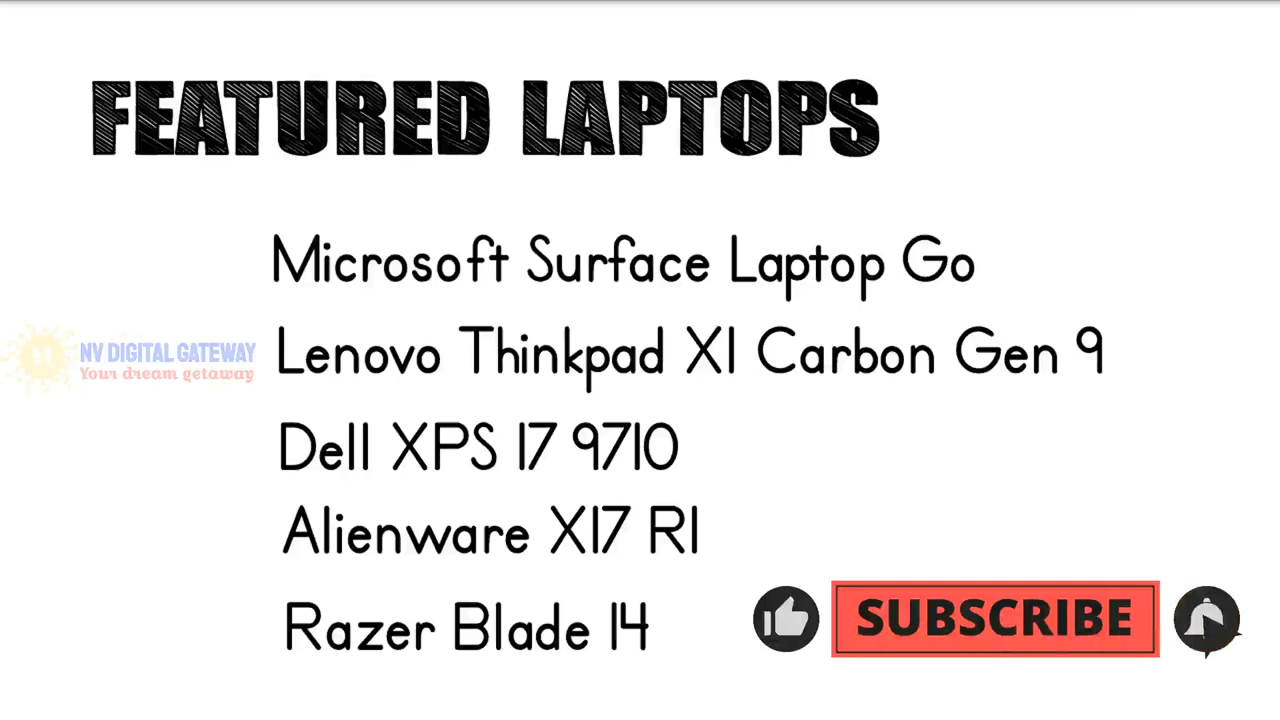 FEATURED LAPTOPS
Microsoft Surface Laptop Go
NV DIGITAL GATEWAY
Your dream getaway
Lenovo Thinkpad X1 Carbon Gen 9
Dell XPS 17 9710
Alienware X17 R1
Razer Blade 14
SUBSCRIBE